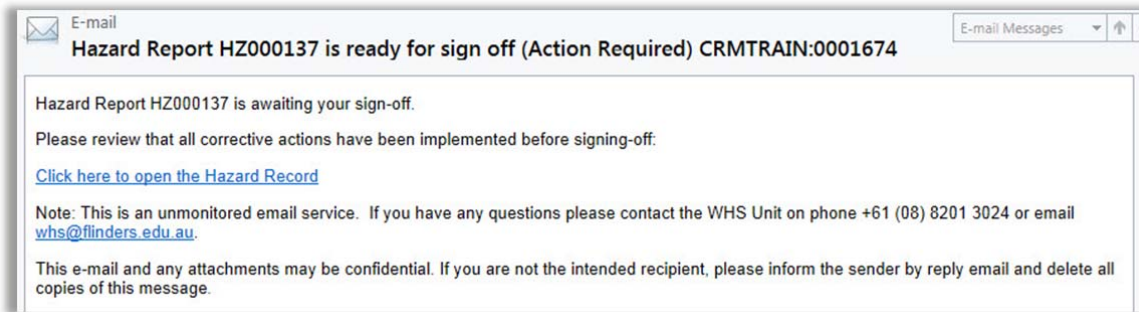 E-mail
Hazard Report HZ000137 is ready for sign off (Action Required) CRMTRAIN:0001674
E-mail Messages
Hazard Report HZ000137 is awaiting your sign-off.
Please review that all corrective actions have been implemented before signing-off:
Click here to open the Hazard Record
Note: This is an unmonitored email service. If you have any questions please contact the WHS Unit on phone +61 (08) 8201 3024 or email
whs@flinders.edu.au.
This e-mail and any attachments may be confidential. If you are not the intended recipient, please inform the sender by reply email and delete all
copies of this message.